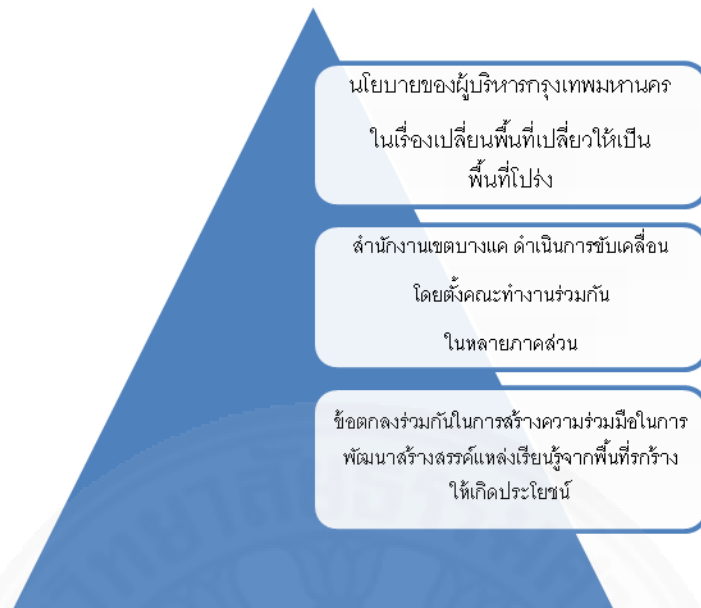 นโยบายของผู้บริหารกรุงเทพมหานคร
ในเรื่องเปลี่ยนพื้นที่เปลี่ยวให้เป็น
พื้นที่โปร่ง
สำนักงานเขตบางแค ดำเนินการขับเคลื่อน
โดยตั้งคณะทำงานร่วมกัน
ในหลายภาคส่วน
ข้อตกลงร่วมกันในการสร้างความร่วมมือในการ
พัฒนาสร้างสรรค์แหล่งเรียนรู้จากพื้นที่รกร้าง
ให้เกิดประโยชน์